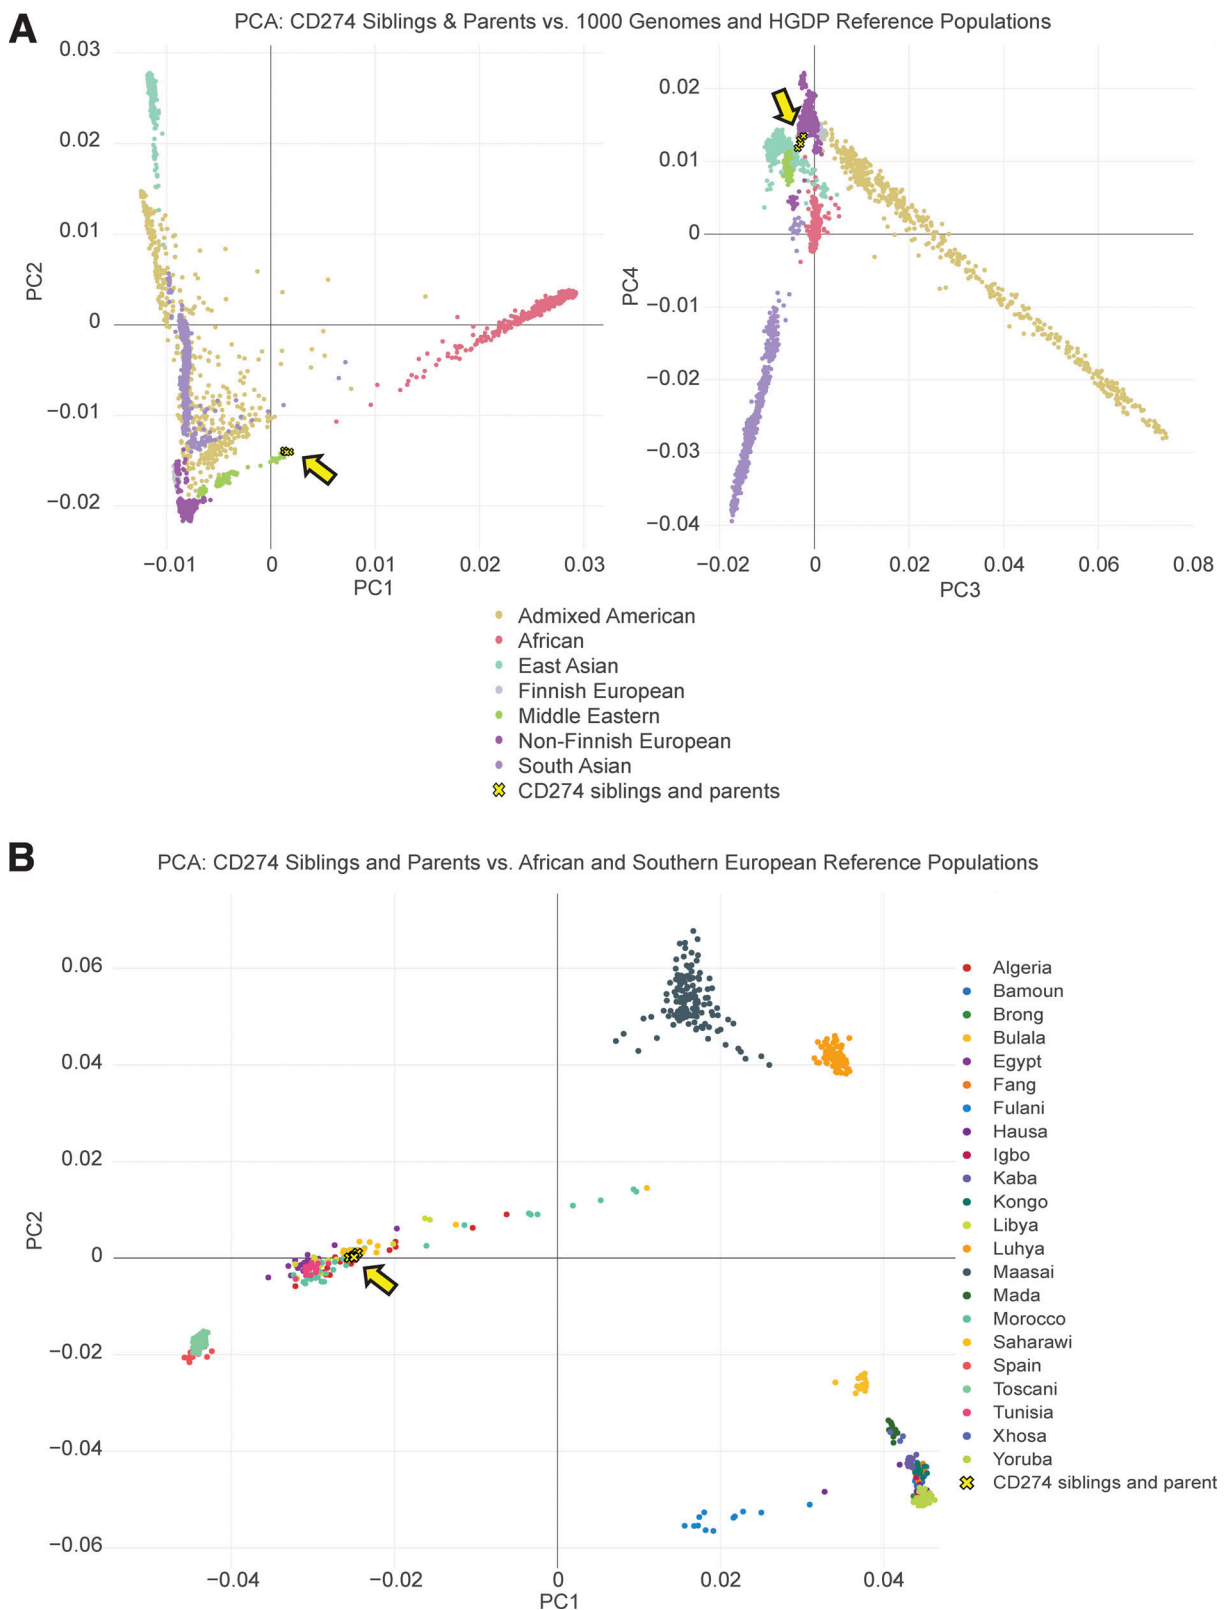 A
PCA: CD274 Siblings & Parents vs. 1000 Genomes and HGDP Reference Populations
0.03
0.02
0.01
0
−0.01
−0.02
PC2
−0.01
0
0.01
0.02
0.03
PC1
0.02
0.01
0
−0.01
−0.02
−0.03
−0.04
PC4
−0.02
0
0.02
0.04
0.06
0.08
PC3
Admixed American
African
East Asian
Finnish European
Middle Eastern
Non-Finnish European
South Asian
CD274 siblings and parents
B
PCA: CD274 Siblings and Parents vs. African and Southern European Reference Populations
0.06
0.04
0.02
0
−0.02
−0.04
−0.06
PC2
−0.04
−0.02
0
0.02
0.04
PC1
Algeria
Bamoun
Brong
Bulala
Egypt
Fang
Fulani
Hausa
Igbo
Kaba
Kongo
Libya
Luhya
Maasai
Mada
Morocco
Saharawi
Spain
Toscani
Tunisia
Xhosa
Yoruba
CD274 siblings and parent